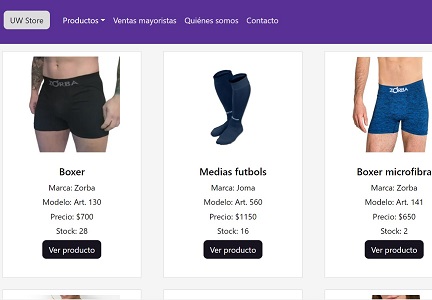 UW Store Productos Ventas mayoristas Quiénes somos Contacto
ZORBA
ZORBA
Boxer
Marca: Zorba
Modelo: Art. 130
Precio: $700
Stock: 28
Ver producto
Medias futbols
Marca: Joma
Modelo: Art. 560
Precio: $1150
Stock: 16
Ver producto
Boxer microfibra
Marca: Zorba
Modelo: Art. 141
Precio: $650
Stock: 2
Ver producto